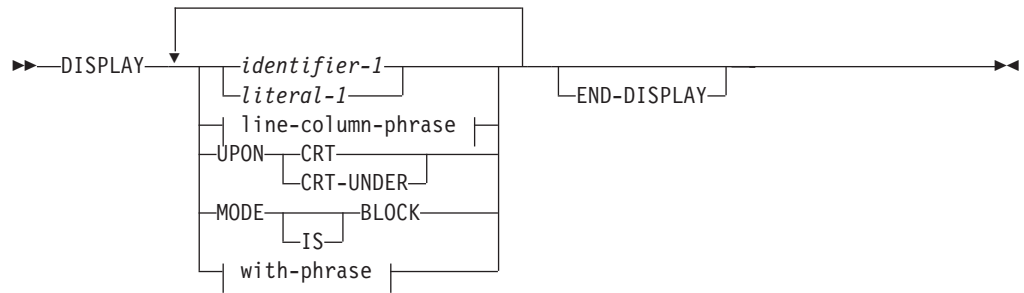 DISPLAY identifier-1
literal-1 END-DISPLAY
line-column-phrase
UPON CRT
CRT-UNDER
MODE BLOCK
IS
with-phrase